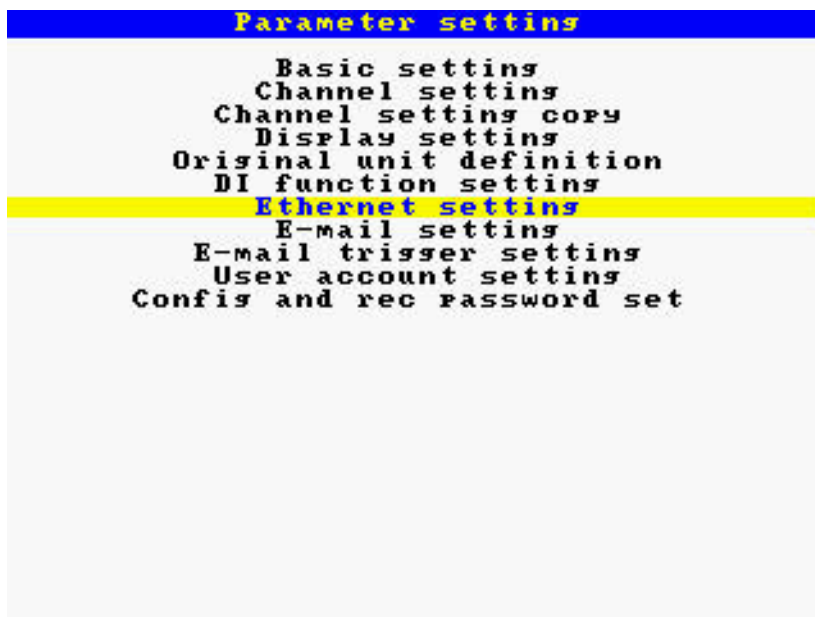 Parameter setting
Basic setting
Channel setting
Channel setting copy
Display setting
Original unit definition
DI function setting
Ethernet setting
E-mail setting
E-mail trigger setting
User account setting
Config and rec password set